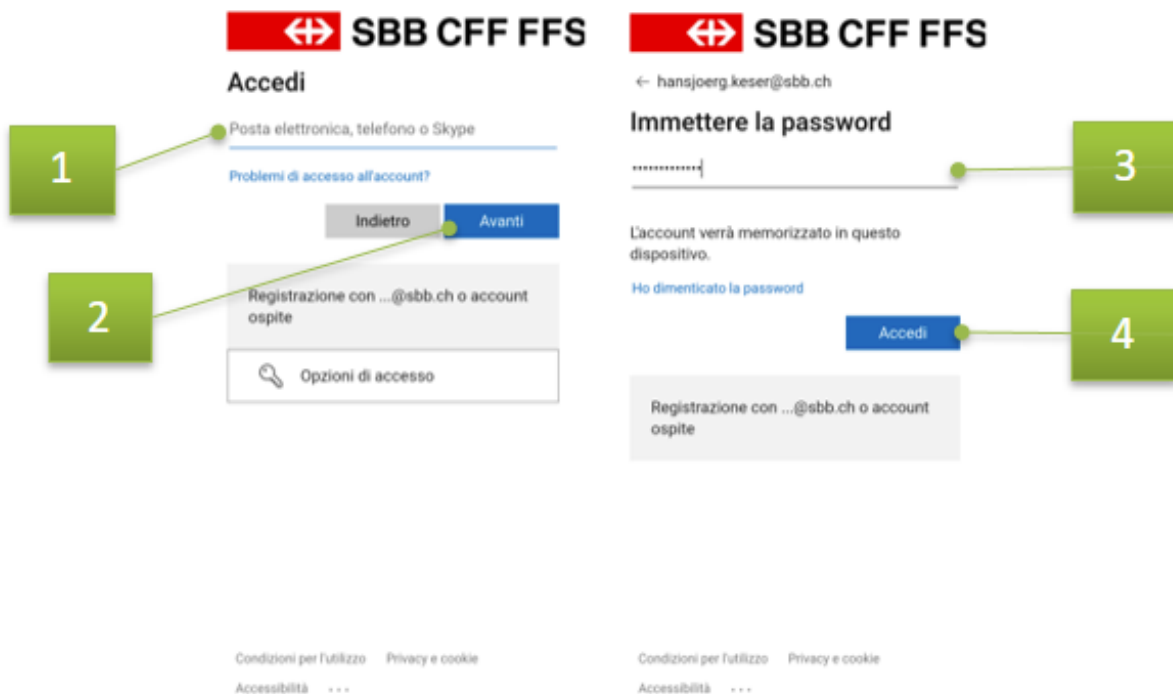 SBB CFF FFS
Accedi
Posta elettronica, telefono o Skype
Problemi di accesso all'account?
Indietro
Avanti
Registrazione con ...@sbb.ch o account
ospite
Opzioni di accesso
Condizioni per l'utilizzo Privacy e cookie
Accessibilità ...
1
2
SBB CFF FFS
← hansjoerg.keser@sbb.ch
Immettere la password
L'account verrà memorizzato in questo
dispositivo.
Ho dimenticato la password
Accedi
Registrazione con ...@sbb.ch o account
ospite
Condizioni per l'utilizzo Privacy e cookie
Accessibilità ...
3
4